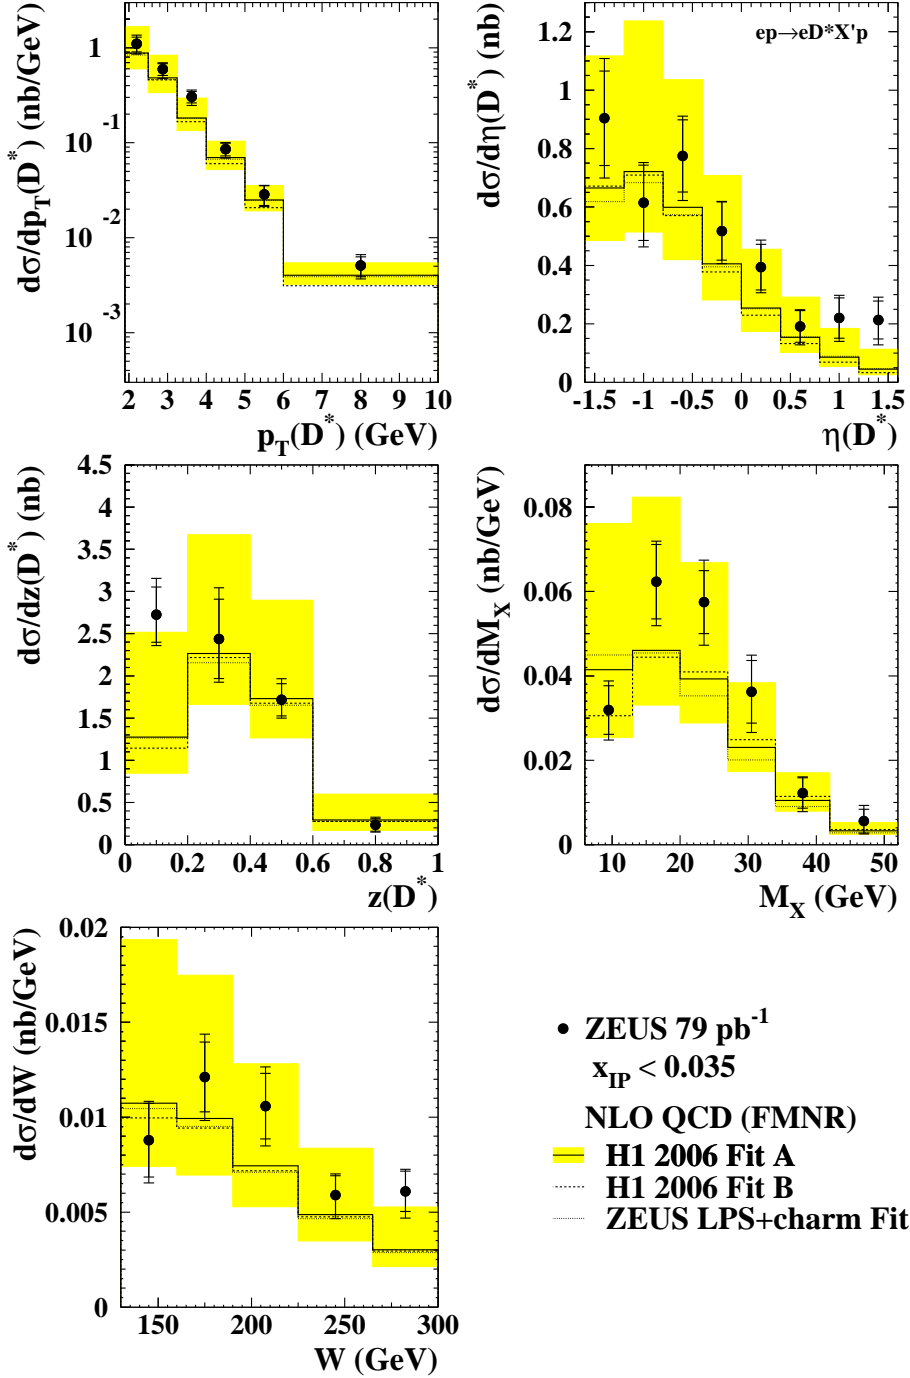 dσ/dp_T(D^*) (nb/GeV)
1
10^-1
10^-2
10^-3
2 3 4 5 6 7 8 9 10
p_T(D^*) (GeV)
dσ/dη(D^*) (nb)
ep→eD*X'p
1.2
1
0.8
0.6
0.4
0.2
0
-1.5 -1 -0.5 0 0.5 1 1.5
η(D^*)
dσ/dz(D^*) (nb)
4.5
4
3.5
3
2.5
2
1.5
1
0.5
0
0 0.2 0.4 0.6 0.8 1
z(D^*)
dσ/dM_X (nb/GeV)
0.08
0.06
0.04
0.02
0
10 20 30 40 50
M_X (GeV)
dσ/dW (nb/GeV)
0.02
0.015
0.01
0.005
0
150 200 250 300
W (GeV)
ZEUS 79 pb^-1
x_IP < 0.035
NLO QCD (FMNR)
H1 2006 Fit A
H1 2006 Fit B
ZEUS LPS+charm Fit